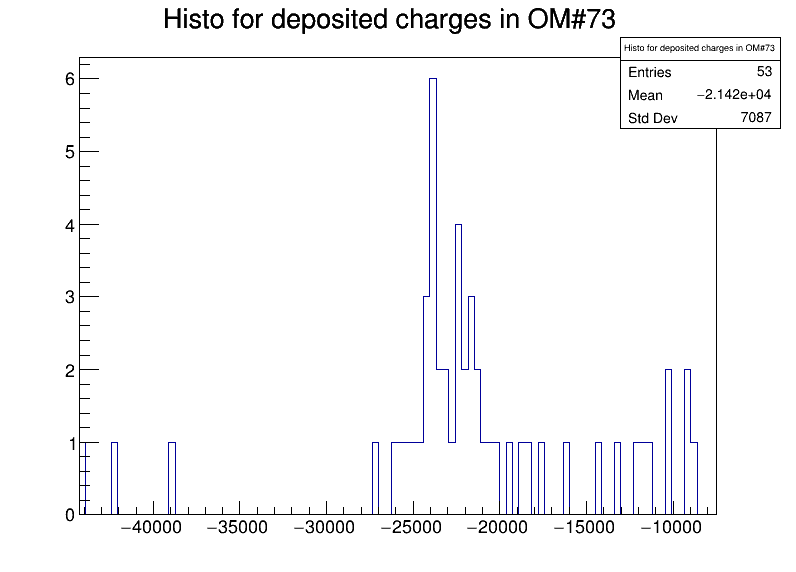 Histo for deposited charges in OM#73
Histo for deposited charges in OM#73
Entries 53
Mean −2.142e+04
Std Dev 7087
6
5
4
3
2
1
0
−40000 −35000 −30000 −25000 −20000 −15000 −10000